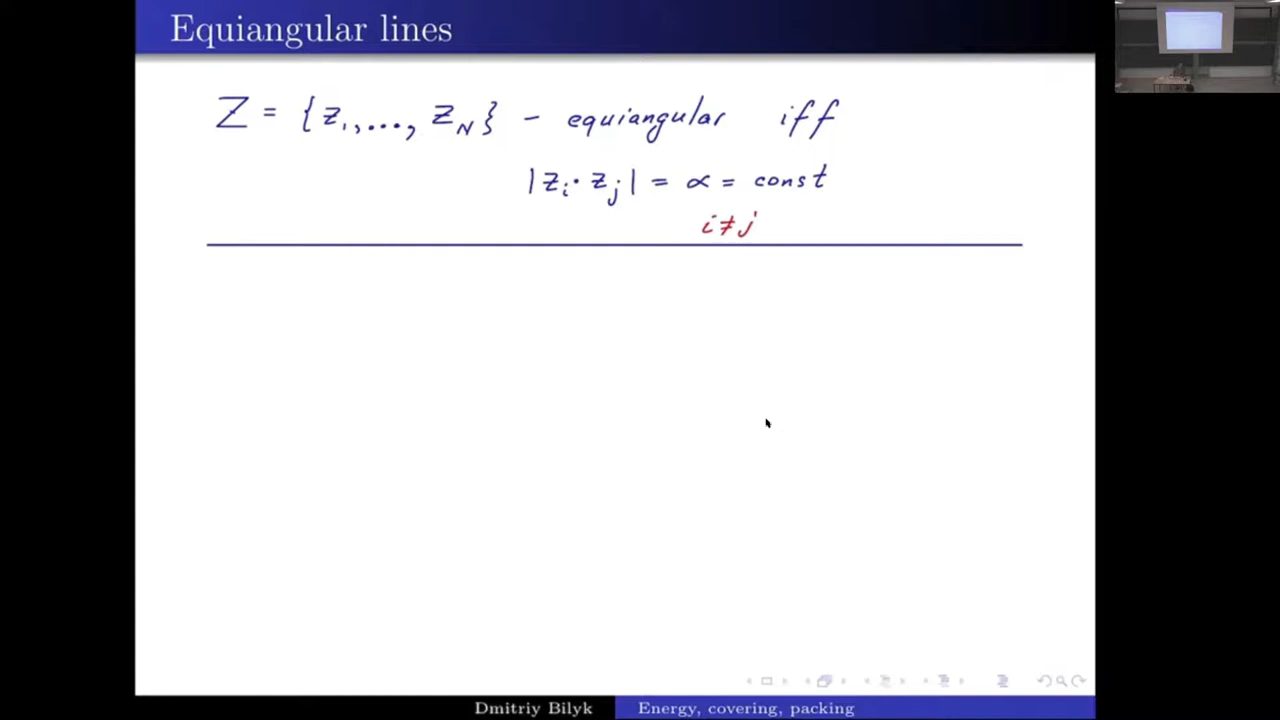 Equiangular lines
Z = {z₁,..., z_N} - equiangular iff
|z_i · z_j| = α = const
i≠j
Dmitriy Bilyk
Energy, covering, packing